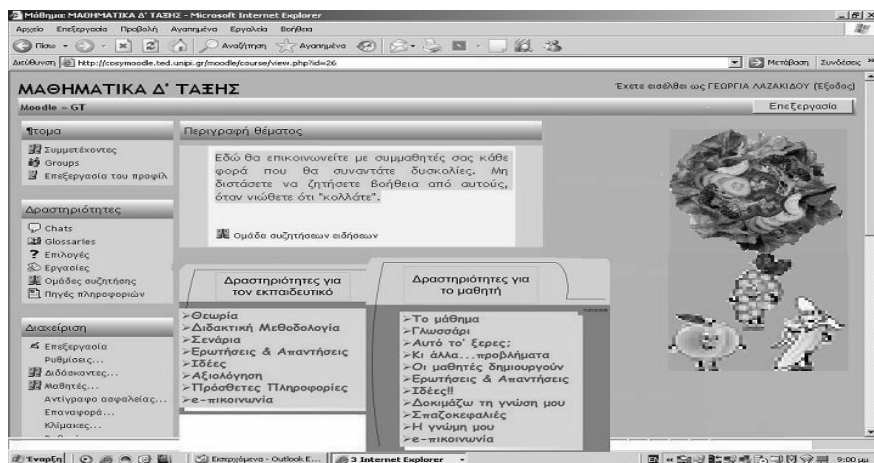 Μάθημα: ΜΑΘΗΜΑΤΙΚΑ Δ' ΤΑΞΗΣ - Microsoft Internet Explorer
Αρχείο Επεξεργασία Προβολή Αγαπημένα Εργαλεία Βοήθεια
Πίσω Αναζήτηση Αγαπημένα
Διεύθυνση http://cosymoodle.ted.unipi.gr/moodle/course/view.php?id=26 Μετάβαση Συνδέσεις »
ΜΑΘΗΜΑΤΙΚΑ Δ' ΤΑΞΗΣ
Έχετε εισέλθει ως ΓΕΩΡΓΙΑ ΛΑΖΑΚΙΔΟΥ (Έξοδος)
Moodle » GT
Επεξεργασία
¶τομα
Συμμετέχοντες
Groups
Επεξεργασία του προφίλ
Δραστηριότητες
Chats
Glossaries
Επιλογές
Εργασίες
Ομάδες συζήτησης
Πηγές πληροφοριών
Διαχείριση
Επεξεργασία
Ρυθμίσεις...
Διδάσκοντες...
Μαθητές...
Αντίγραφο ασφαλείας...
Επαναφορά...
Κλίμακες...
Περιγραφή θέματος
Εδώ θα επικοινωνείτε με συμμαθητές σας κάθε
φορά που θα συναντάτε δυσκολίες. Μη
διστάσετε να ζητήσετε βοήθεια από αυτούς,
όταν νιώθετε ότι "κολλάτε".
Ομάδα συζητήσεων ειδήσεων
Δραστηριότητες για
τον εκπαιδευτικό
➢Θεωρία
➢Διδακτική Μεθοδολογία
➢Σενάρια
➢Ερωτήσεις & Απαντήσεις
➢Ιδέες
➢Αξιολόγηση
➢Πρόσθετες Πληροφορίες
➢e-πικοινωνία
Δραστηριότητες για
το μαθητή
➢Το μάθημα
➢Γλωσσάρι
➢Αυτό το' ξερες;
➢Κι άλλα...προβλήματα
➢Οι μαθητές δημιουργούν
➢Ερωτήσεις & Απαντήσεις
➢Ιδέες!!
➢Δοκιμάζω τη γνώση μου
➢Σπαζοκεφαλιές
➢Η γνώμη μου
➢e-πικοινωνία
Έναρξη Εισερχόμενα - Outlook E... 3 Internet Explorer 9:00 μμ